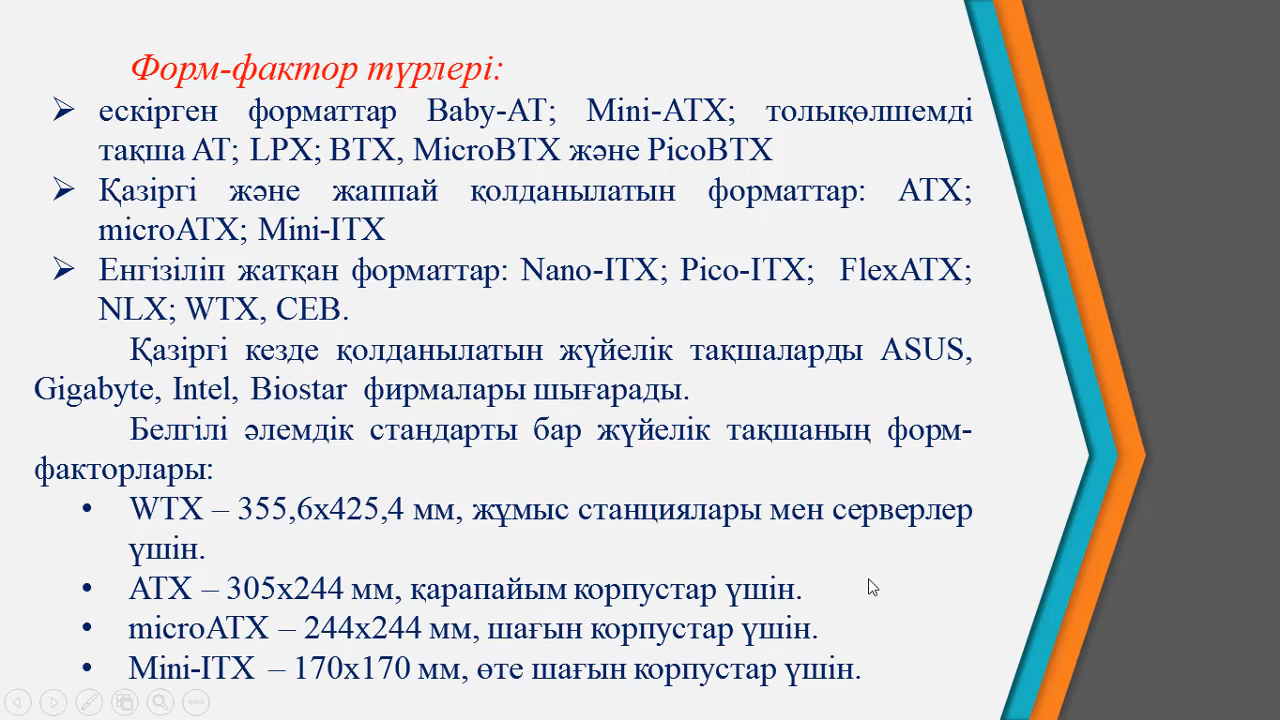 Форм-фактор түрлері:
ескірген форматтар Baby-AT; Mini-ATX; толықөлшемді
тақша AT; LPX; BTX, MicroBTX және PicoBTX
Қазіргі және жаппай қолданылатын форматтар: ATX;
microATX; Mini-ITX
Енгізіліп жатқан форматтар: Nano-ITX; Pico-ITX; FlexATX;
NLX; WTX, CEB.
Қазіргі кезде қолданылатын жүйелік тақшаларды ASUS,
Gigabyte, Intel, Biostar фирмалары шығарады.
Белгілі әлемдік стандарты бар жүйелік тақшаның форм-
факторлары:
• WTX – 355,6x425,4 мм, жұмыс станциялары мен серверлер
үшін.
• ATX – 305x244 мм, қарапайым корпустар үшін.
• microATX – 244x244 мм, шағын корпустар үшін.
• Mini-ITX – 170x170 мм, өте шағын корпустар үшін.